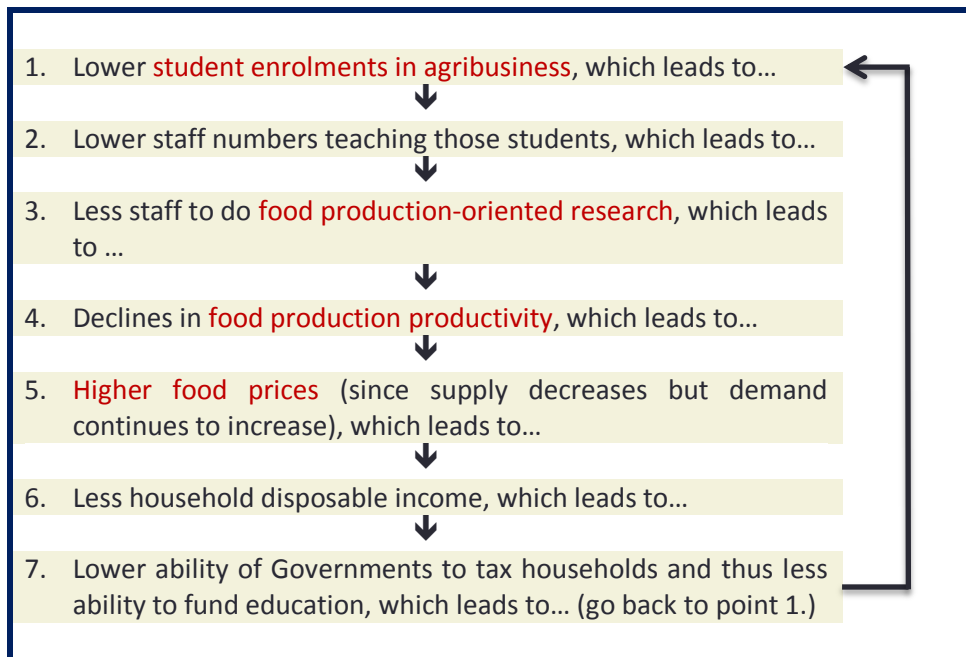 1. Lower student enrolments in agribusiness, which leads to…
2. Lower staff numbers teaching those students, which leads to…
3. Less staff to do food production-oriented research, which leads
to …
4. Declines in food production productivity, which leads to…
5. Higher food prices (since supply decreases but demand
continues to increase), which leads to…
6. Less household disposable income, which leads to…
7. Lower ability of Governments to tax households and thus less
ability to fund education, which leads to… (go back to point 1.)